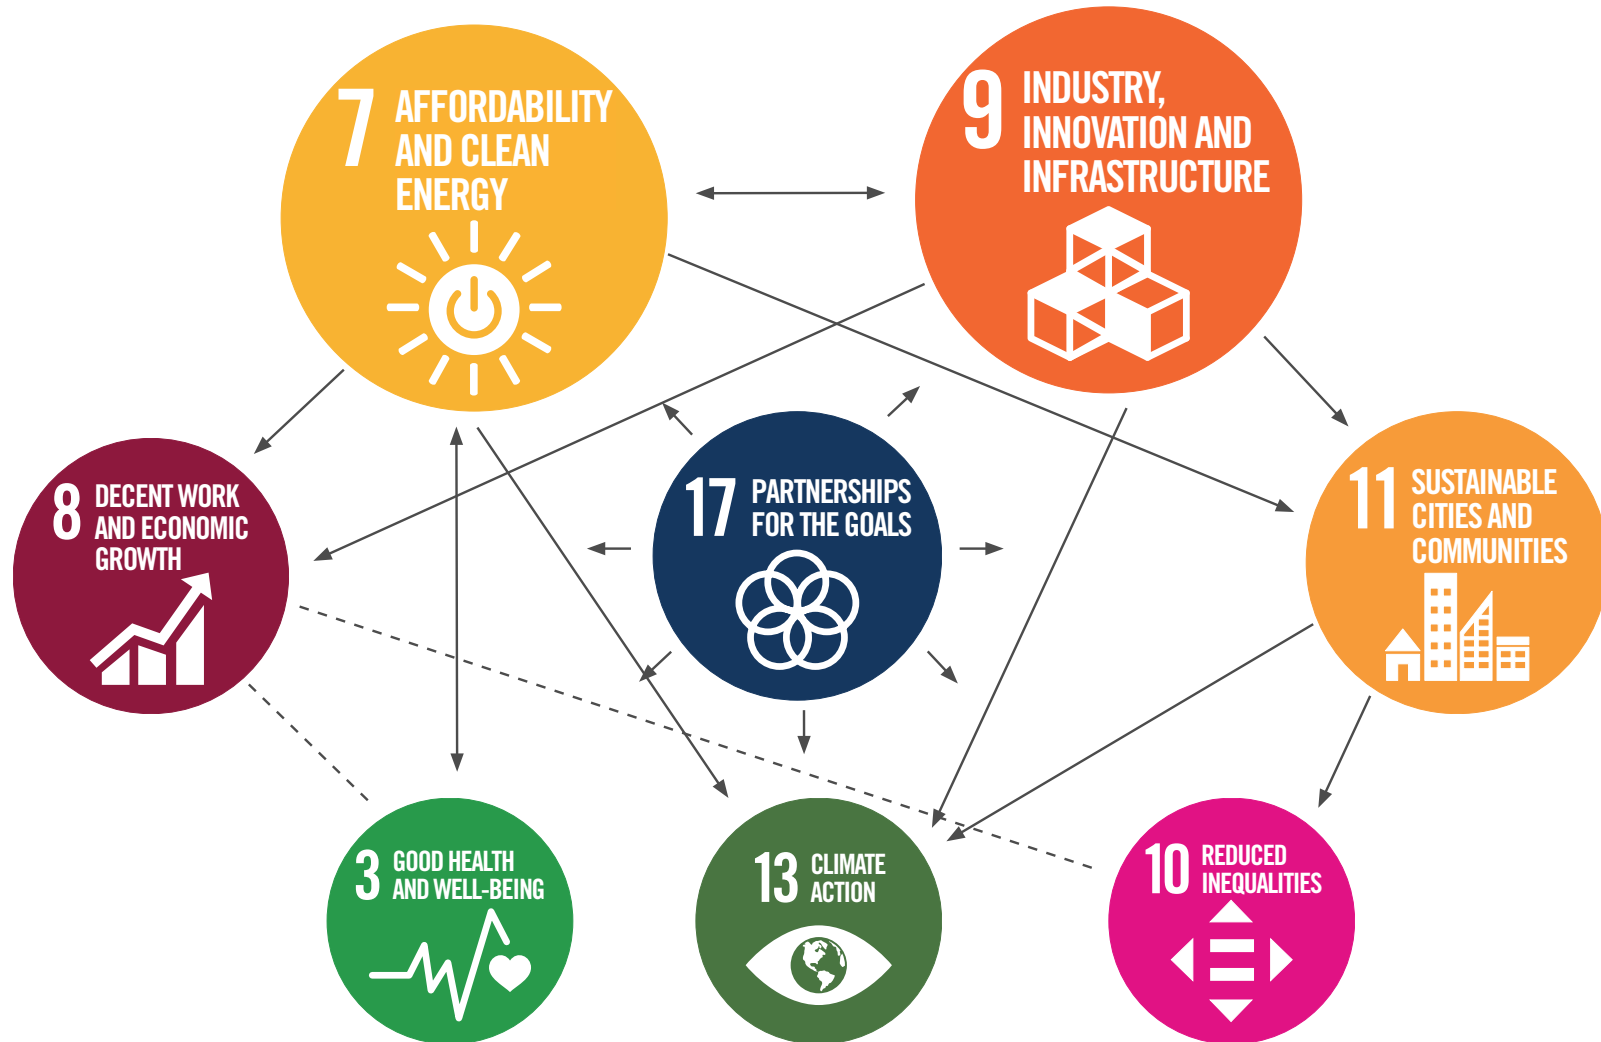 7 AFFORDABILITY
AND CLEAN
ENERGY
9 INDUSTRY,
INNOVATION AND
INFRASTRUCTURE
8 DECENT WORK
AND ECONOMIC
GROWTH
17 PARTNERSHIPS
FOR THE GOALS
11 SUSTAINABLE
CITIES AND
COMMUNITIES
3 GOOD HEALTH
AND WELL-BEING
13 CLIMATE
ACTION
10 REDUCED
INEQUALITIES